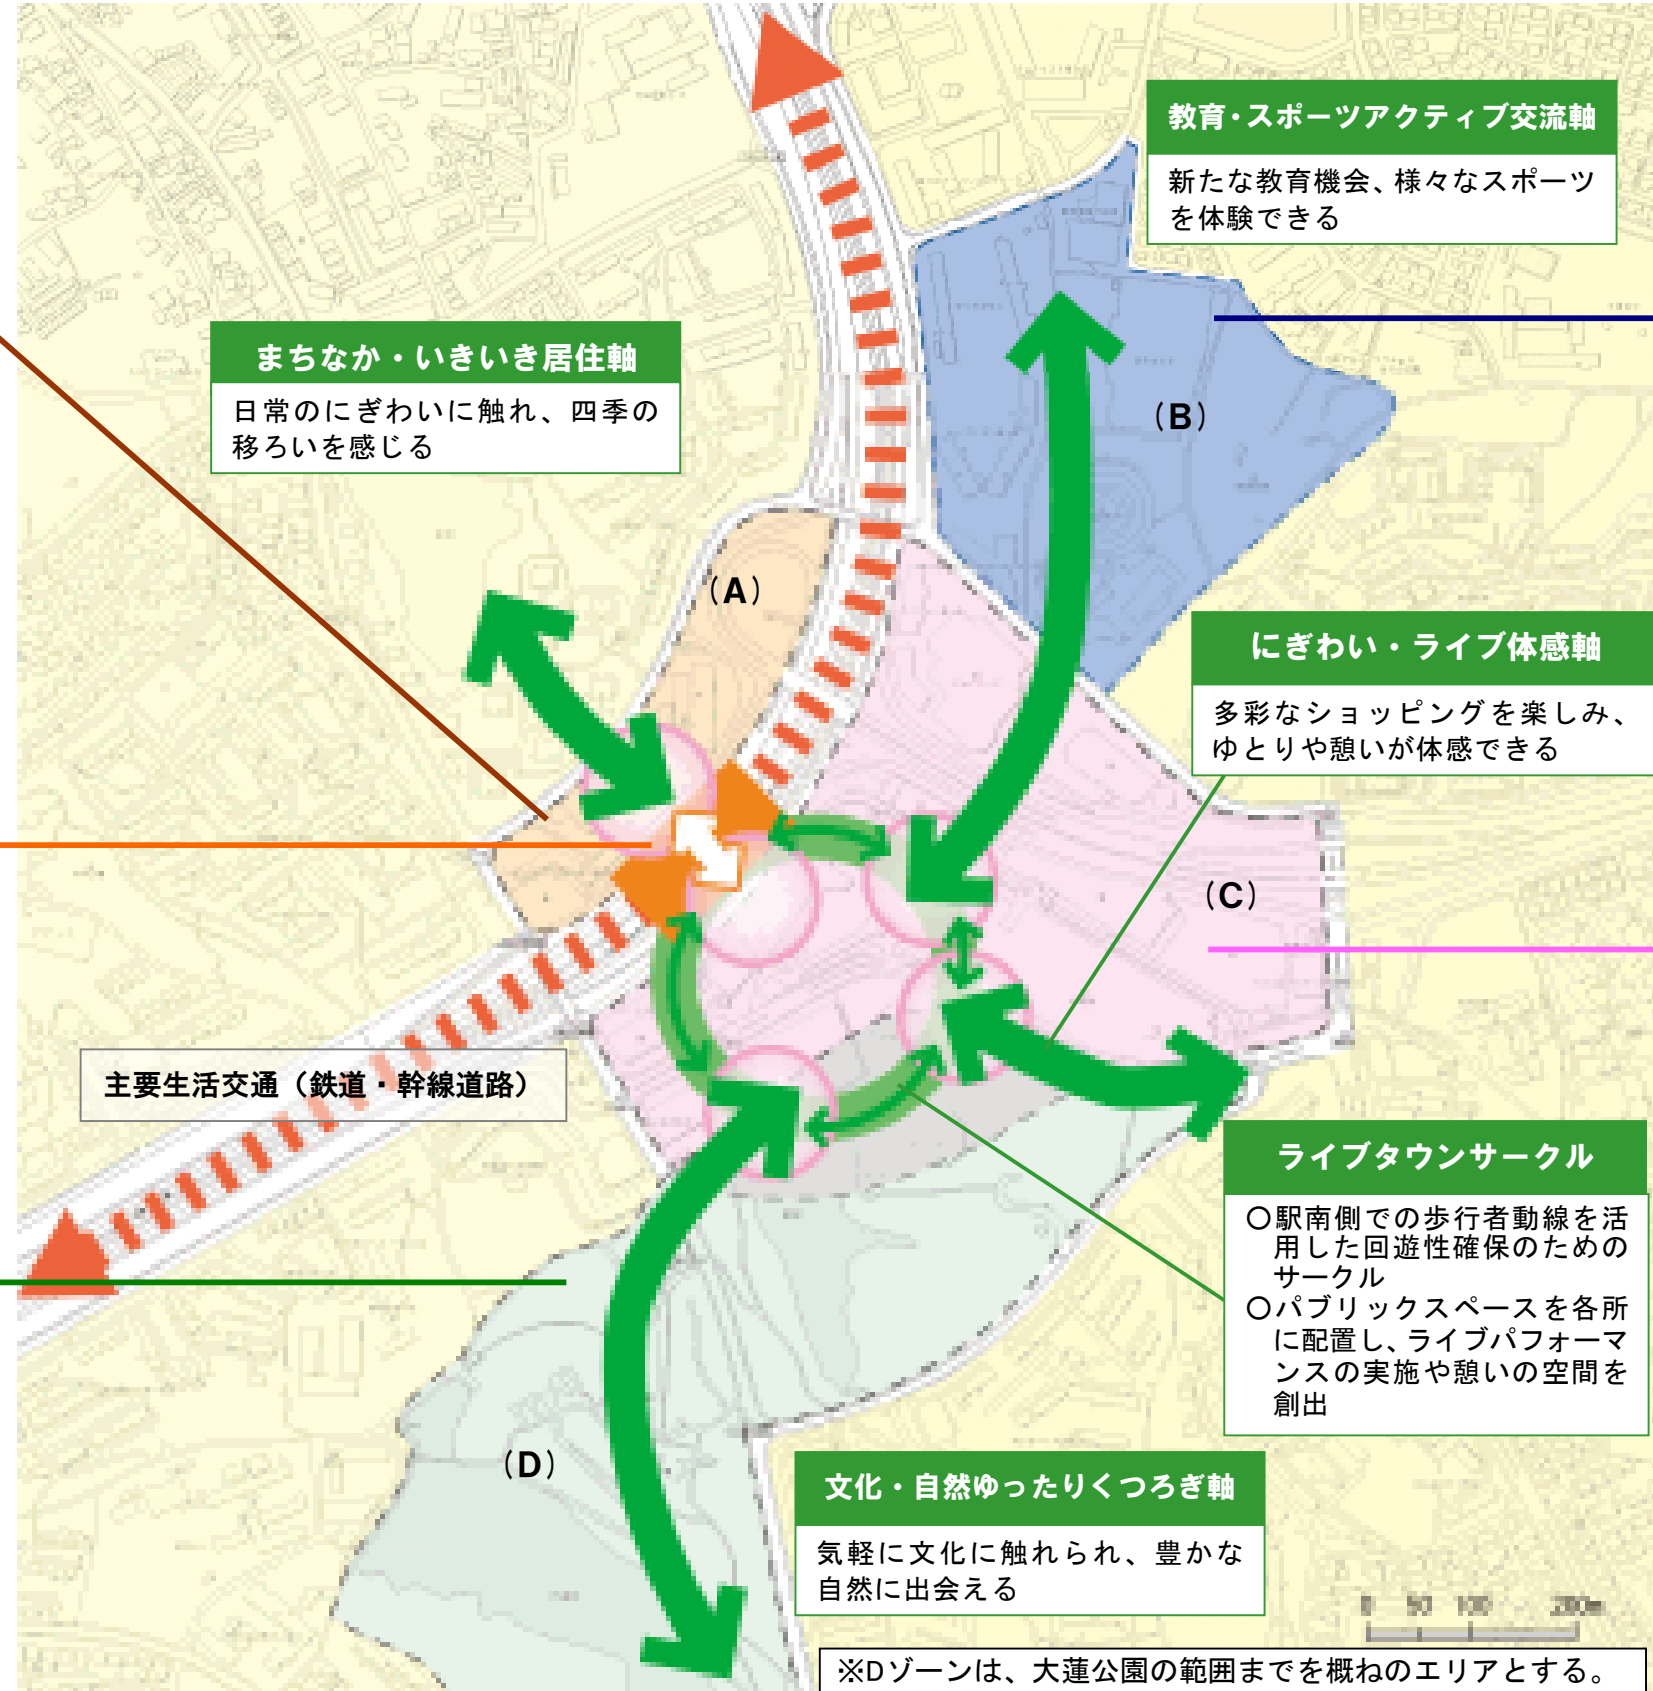 教育・スポーツアクティブ交流軸
新たな教育機会、様々なスポーツ
を体験できる
まちなか・いきいき居住軸
日常のにぎわいに触れ、四季の
移ろいを感じる
(B)
(A)
にぎわい・ライブ体感軸
多彩なショッピングを楽しみ、
ゆとりや憩いが体感できる
(C)
主要生活交通（鉄道・幹線道路）
ライブタウンサークル
〇駅南側での歩行者動線を活
用した回遊性確保のための
サークル
〇パブリックスペースを各所
に配置し、ライブパフォーマ
ンスの実施や憩いの空間を
創出
(D)
文化・自然ゆったりくつろぎ軸
気軽に文化に触れられ、豊かな
自然に出会える
0 50 100 200m
※Dゾーンは、大蓮公園の範囲までを概ねのエリアとする。